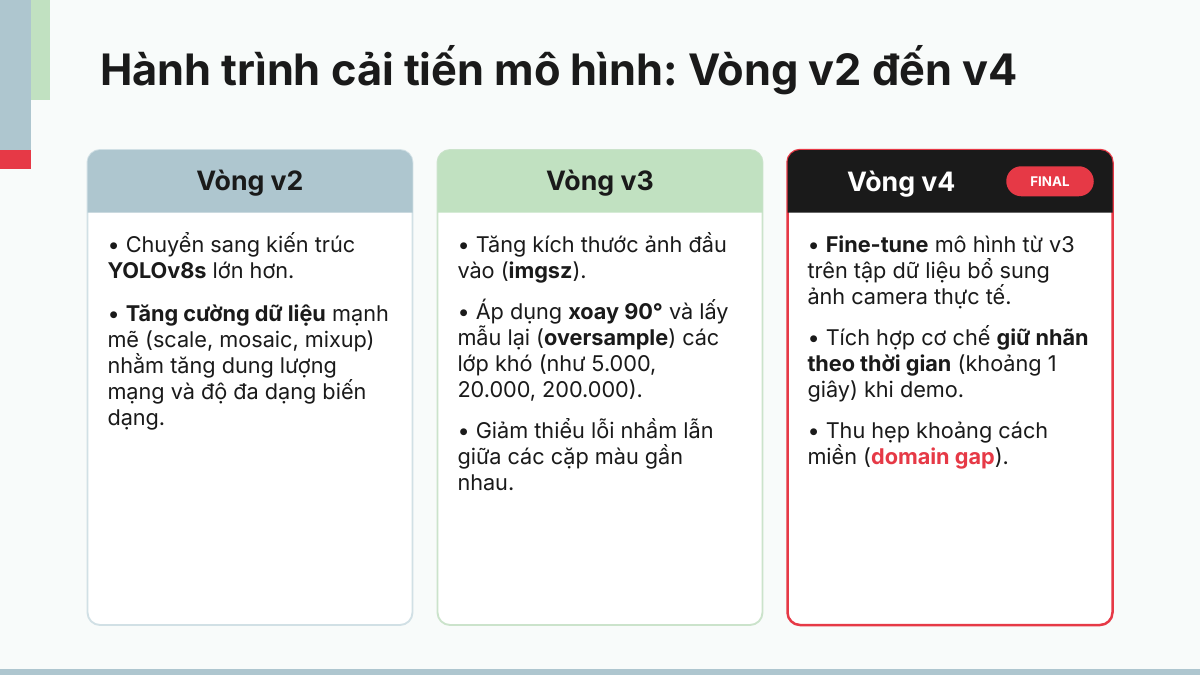 Hành trình cải tiến mô hình: Vòng v2 đến v4
Vòng v2
• Chuyển sang kiến trúc
YOLOv8s lớn hơn.
• Tăng cường dữ liệu mạnh
mẽ (scale, mosaic, mixup)
nhằm tăng dung lượng
mạng và độ đa dạng biến
dạng.
Vòng v3
• Tăng kích thước ảnh đầu
vào (imgsz).
• Áp dụng xoay 90° và lấy
mẫu lại (oversample) các
lớp khó (như 5.000,
20.000, 200.000).
• Giảm thiểu lỗi nhầm lẫn
giữa các cặp màu gần
nhau.
Vòng v4
FINAL
• Fine-tune mô hình từ v3
trên tập dữ liệu bổ sung
ảnh camera thực tế.
• Tích hợp cơ chế giữ nhãn
theo thời gian (khoảng 1
giây) khi demo.
• Thu hẹp khoảng cách
miền (domain gap).